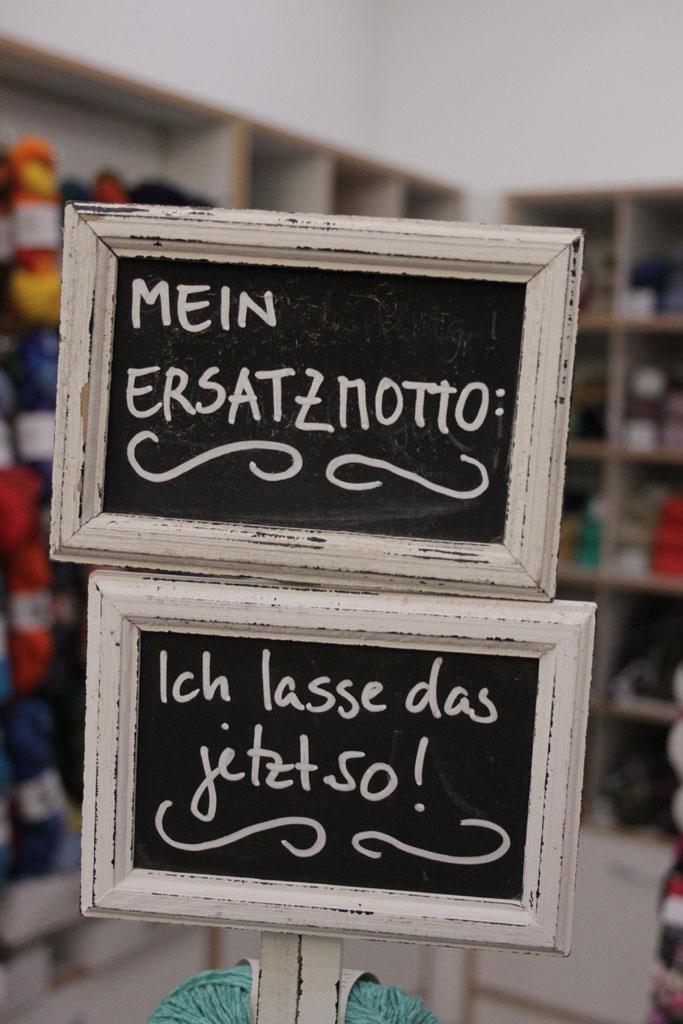 MEIN
ERSATZMOTTO:
Ich lasse das
jetzt so!